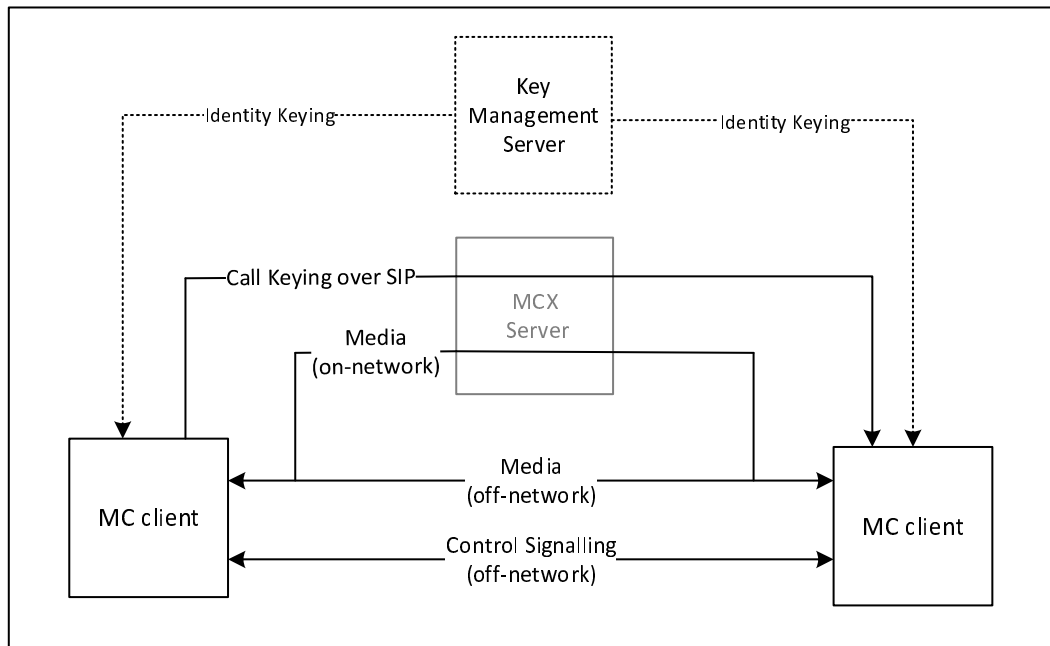 Key
Management
Server
Identity Keying
Identity Keying
Call Keying over SIP
MCX
Server
Media
(on-network)
Media
(off-network)
MC client
MC client
Control Signalling
(off-network)